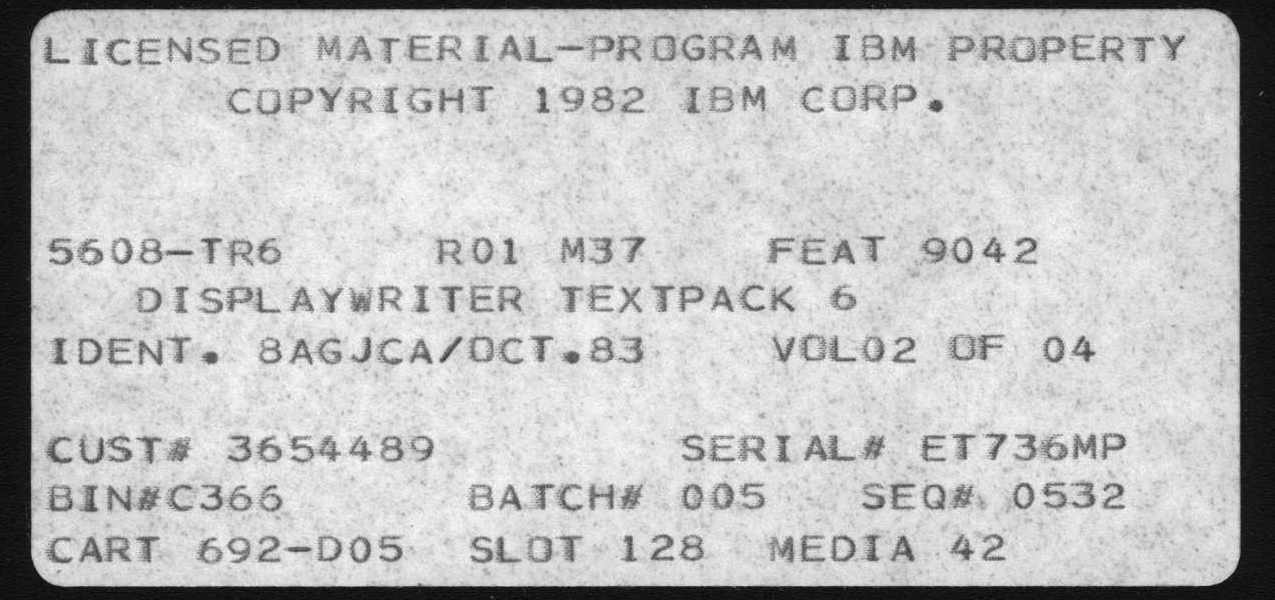 LICENSED MATERIAL-PROGRAM IBM PROPERTY
COPYRIGHT 1982 IBM CORP.
5608-TR6 R01 M37 FEAT 9042
DISPLAYWRITER TEXTPACK 6
IDENT. 8AGJCA/OCT.83 VOL02 OF 04
CUST# 3654489 SERIAL# ET736MP
BIN#C366 BATCH# 005 SEQ# 0532
CART 692-D05 SLOT 128 MEDIA 42